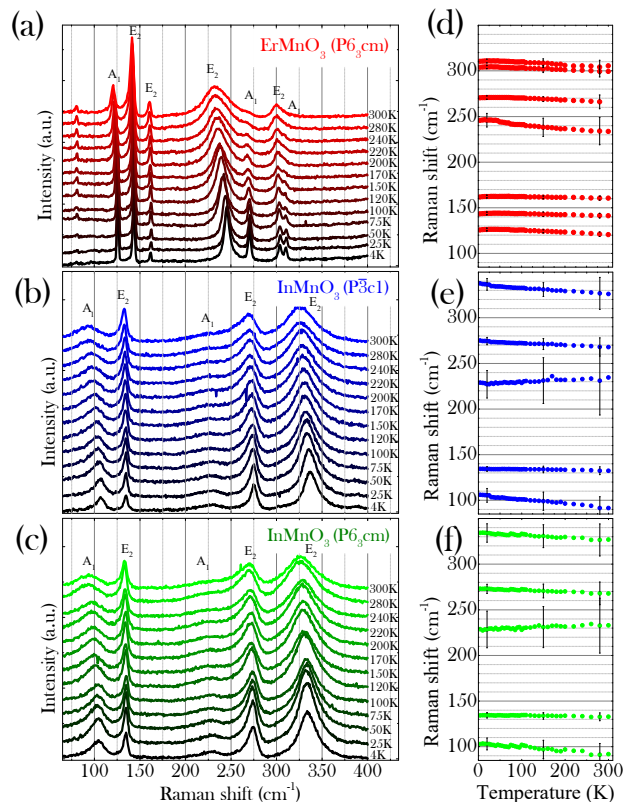 (a)
ErMnO3 (P63cm)
A1
E2
E2
E2
A1
E2
A1
300K
280K
240K
220K
200K
170K
150K
120K
100K
75K
50K
25K
4K
Intensity (a.u.)
(b)
InMnO3 (P3̅c1)
A1
E2
A1
E2
E2
300K
280K
240K
220K
200K
170K
150K
120K
100K
75K
50K
25K
4K
Intensity (a.u.)
(c)
InMnO3 (P63cm)
A1
E2
A1
E2
E2
300K
280K
240K
220K
200K
170K
150K
120K
100K
75K
50K
25K
4K
Intensity (a.u.)
100 150 200 250 300 350 400
Raman shift (cm-1)
(d)
300
250
200
150
100
Raman shift (cm-1)
(e)
300
250
200
150
100
Raman shift (cm-1)
(f)
300
250
200
150
100
Raman shift (cm-1)
0 100 200 300
Temperature (K)